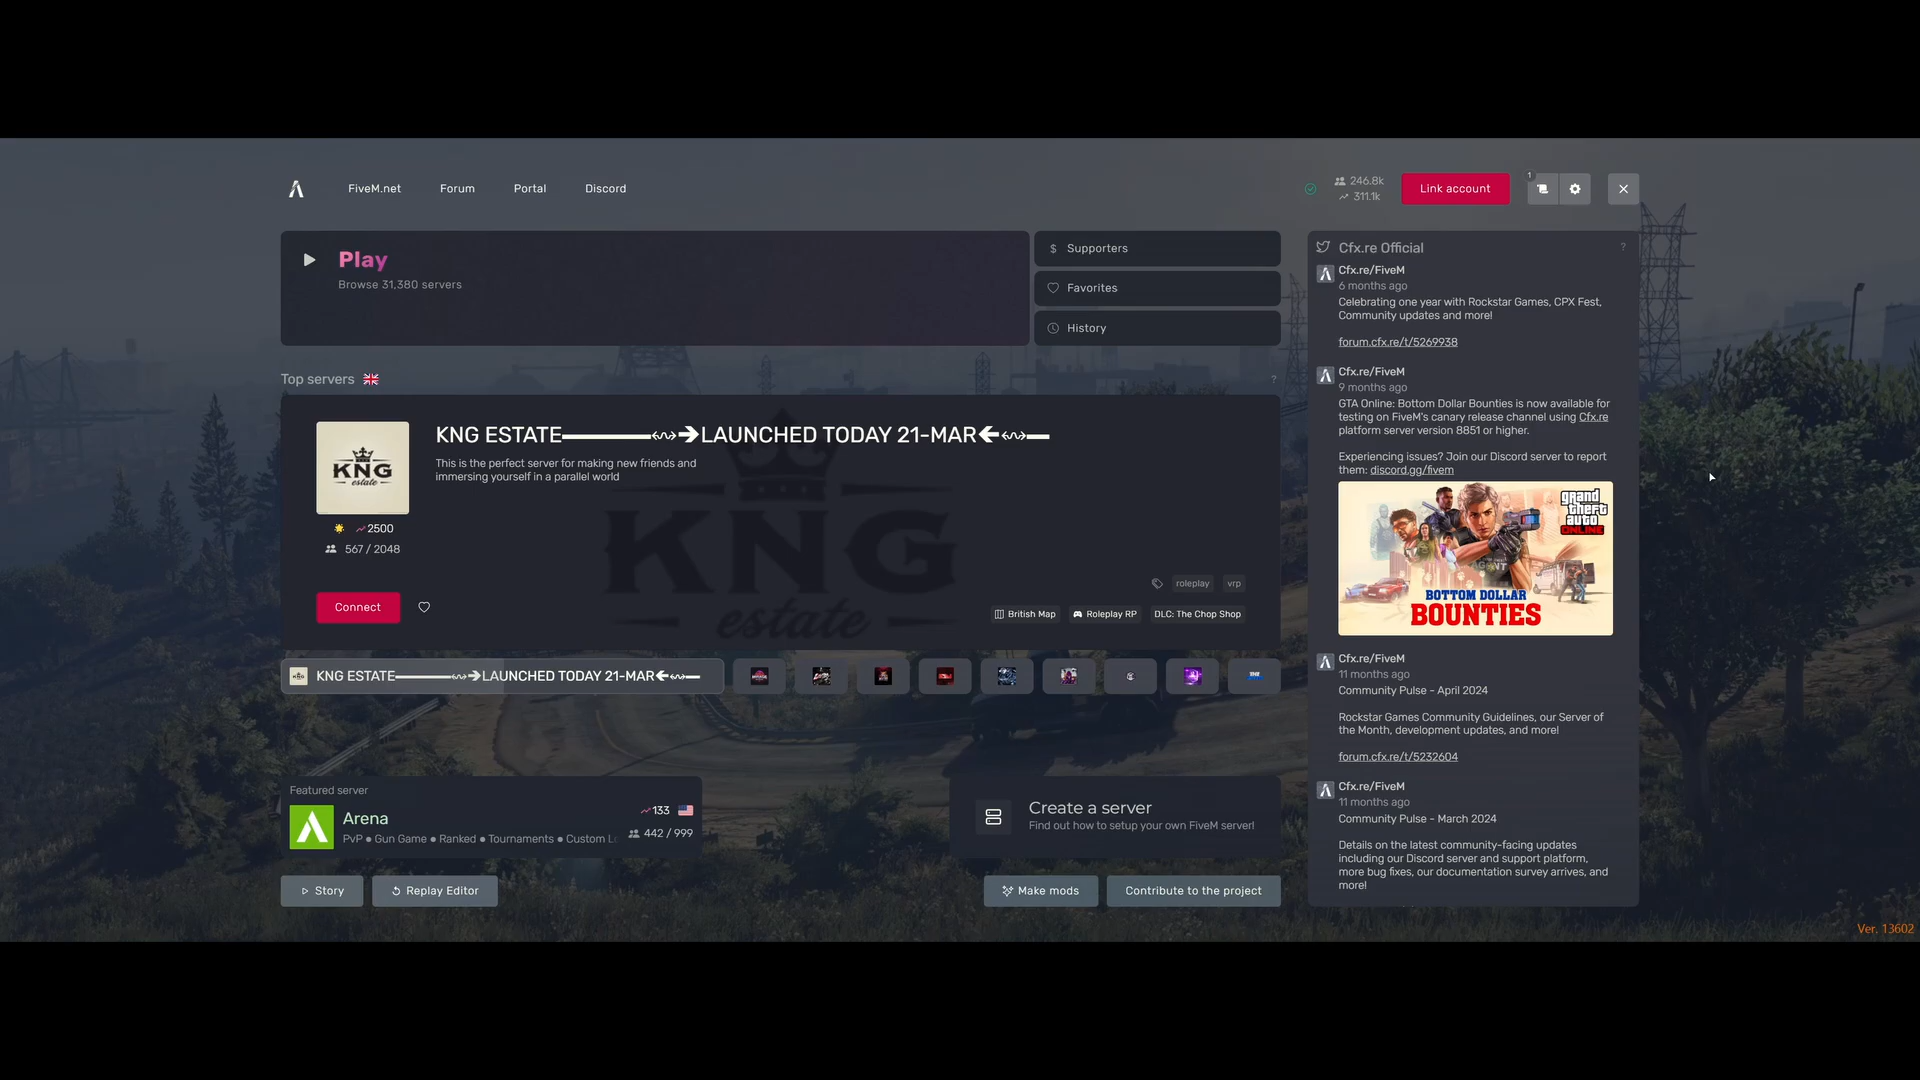 FiveM.net
Forum
Portal
Discord
246.8k
311.1k
Link account
1
Play
Browse 31,380 servers
$ Supporters
Favorites
History
Top servers
?
KNG
estate
KNG ESTATE━━━━━━⇜⇝➔LAUNCHED TODAY 21-MAR🡰⇜⇝━━
This is the perfect server for making new friends and
immersing yourself in a parallel world
2500
567 / 2048
KNG
estate
roleplay
vrp
Connect
British Map
Roleplay RP
DLC: The Chop Shop
KNG ESTATE━━━━━━⇜⇝➔LAUNCHED TODAY 21-MAR🡰⇜⇝━━
Featured server
Arena
PvP ● Gun Game ● Ranked ● Tournaments ● Custom
133
442 / 999
Create a server
Find out how to setup your own FiveM server!
Story
Replay Editor
Make mods
Contribute to the project
Cfx.re Official
?
Cfx.re/FiveM
6 months ago
Celebrating one year with Rockstar Games, CPX Fest,
Community updates and more!
forum.cfx.re/t/5269938
Cfx.re/FiveM
9 months ago
GTA Online: Bottom Dollar Bounties is now available for
testing on FiveM's canary release channel using Cfx.re
platform server version 8851 or higher.
Experiencing issues? Join our Discord server to report
them: discord.gg/fivem
grand
theft
auto
ONLINE
AGENT
BOTTOM DOLLAR
BOUNTIES
Cfx.re/FiveM
11 months ago
Community Pulse - April 2024
Rockstar Games Community Guidelines, our Server of
the Month, development updates, and more!
forum.cfx.re/t/5232604
Cfx.re/FiveM
11 months ago
Community Pulse - March 2024
Details on the latest community-facing updates
including our Discord server and support platform,
more bug fixes, our documentation survey arrives, and
more!
Ver. 13602